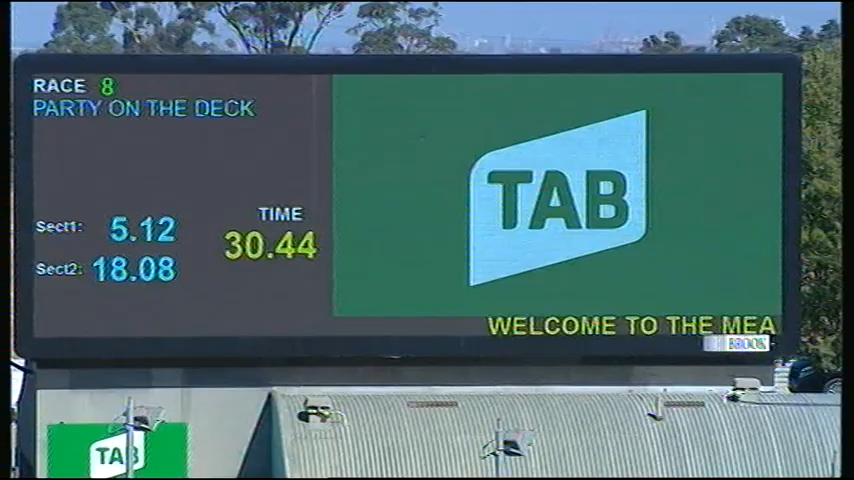 RACE 8
PARTY ON THE DECK
TIME
Sect1: 5.12
30.44
Sect2: 18.08
TAB
WELCOME TO THE MEA
BROOK
TAB